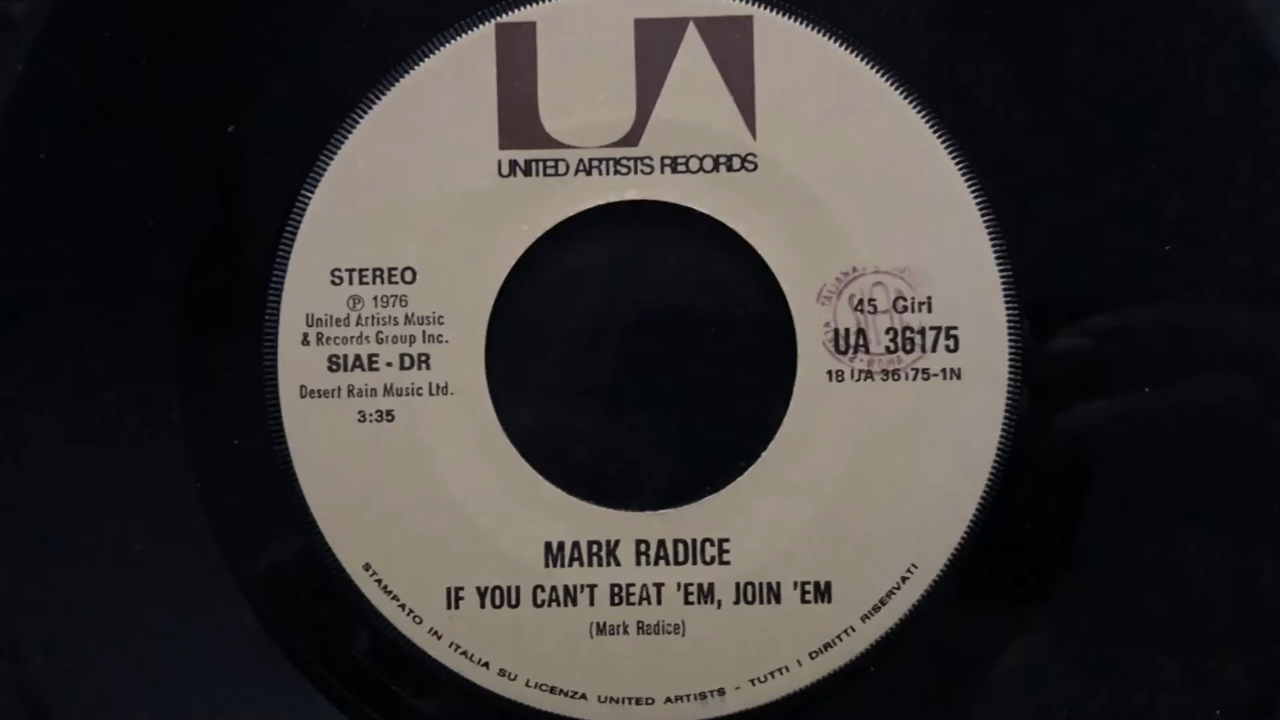 UA
UNITED ARTISTS RECORDS
STEREO
Ⓟ 1976
United Artists Music
& Records Group Inc.
SIAE - DR
Desert Rain Music Ltd.
3:35
45 Giri
UA 36175
18 UA 36175-1N
MARK RADICE
IF YOU CAN'T BEAT 'EM, JOIN 'EM
(Mark Radice)
STAMPATO IN ITALIA SU LICENZA UNITED ARTISTS - TUTTI I DIRITTI RISERVATI